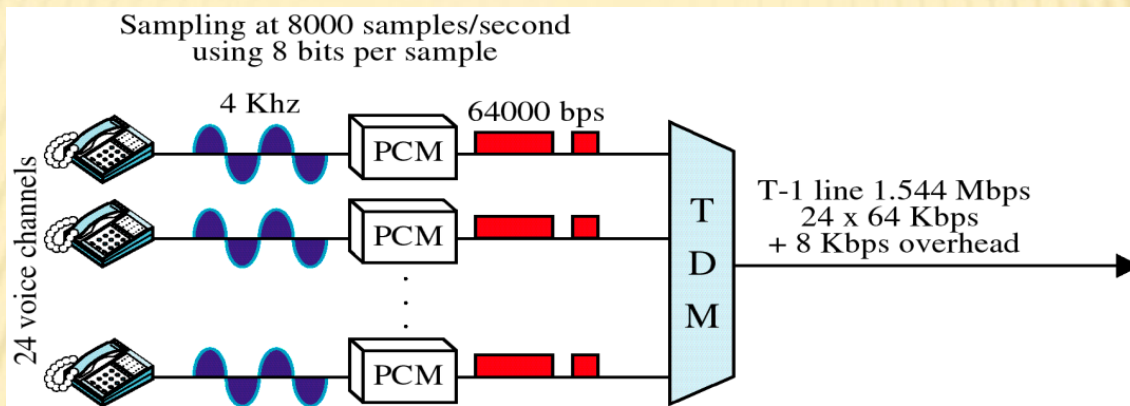 Sampling at 8000 samples/second
using 8 bits per sample
4 Khz
64000 bps
24 voice channels
PCM
PCM
PCM
T
D
M
T-1 line 1.544 Mbps
24 x 64 Kbps
+ 8 Kbps overhead